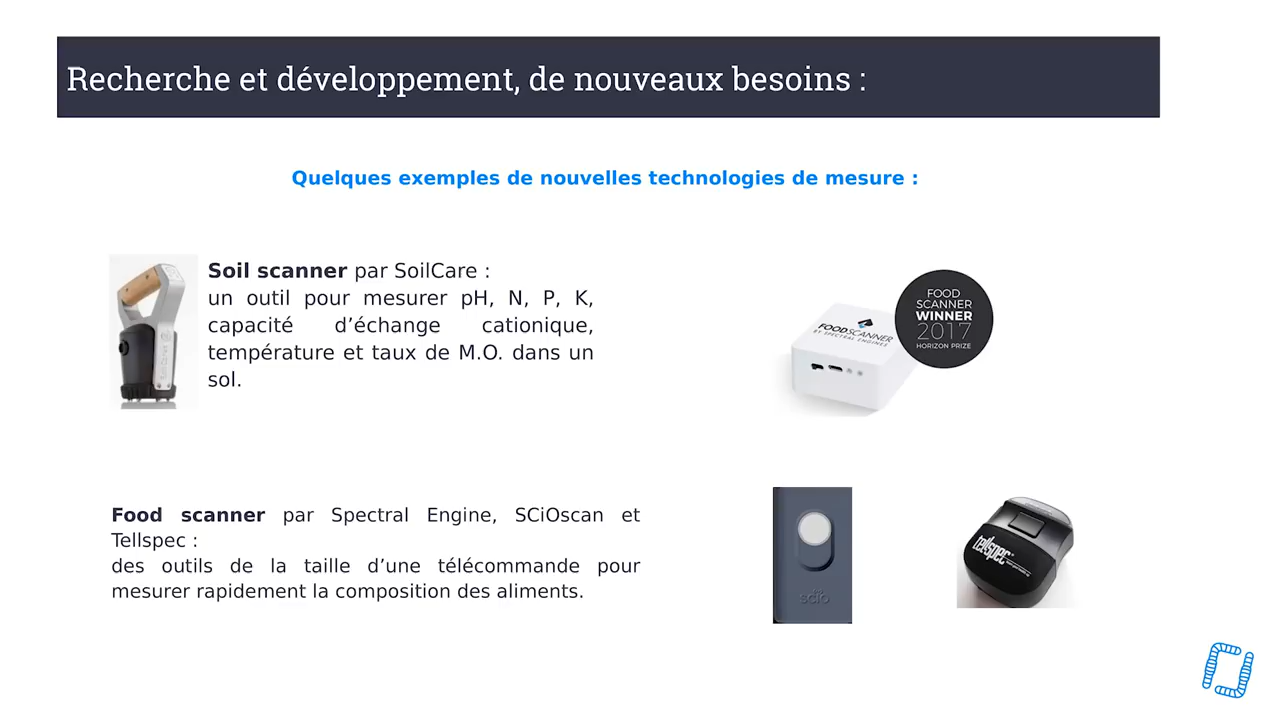 Recherche et développement, de nouveaux besoins :
Quelques exemples de nouvelles technologies de mesure :
Soil scanner par SoilCare :
un outil pour mesurer pH, N, P, K,
capacité d’échange cationique,
température et taux de M.O. dans un
sol.
FOODSCANNER
BY SPECTRAL ENGINES
FOOD
SCANNER
WINNER
2017
HORIZON PRIZE
Food scanner par Spectral Engine, SCiOscan et
Tellspec :
des outils de la taille d’une télécommande pour
mesurer rapidement la composition des aliments.
scio
tellspec